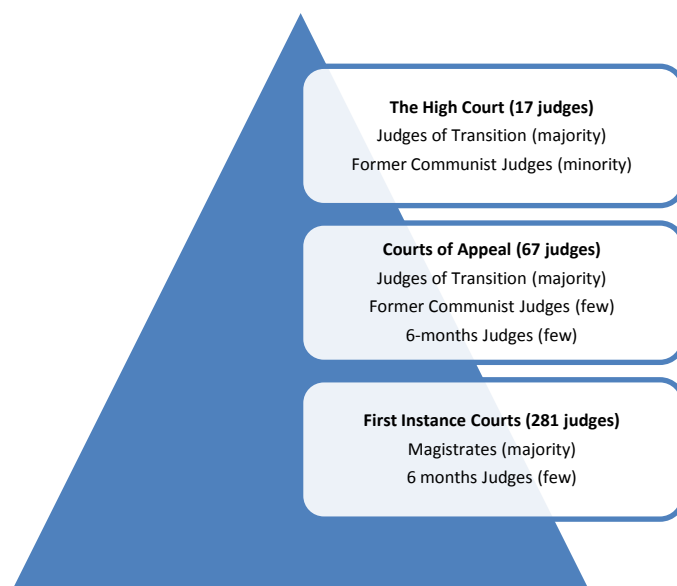 The High Court (17 judges)
Judges of Transition (majority)
Former Communist Judges (minority)
Courts of Appeal (67 judges)
Judges of Transition (majority)
Former Communist Judges (few)
6-months Judges (few)
First Instance Courts (281 judges)
Magistrates (majority)
6 months Judges (few)